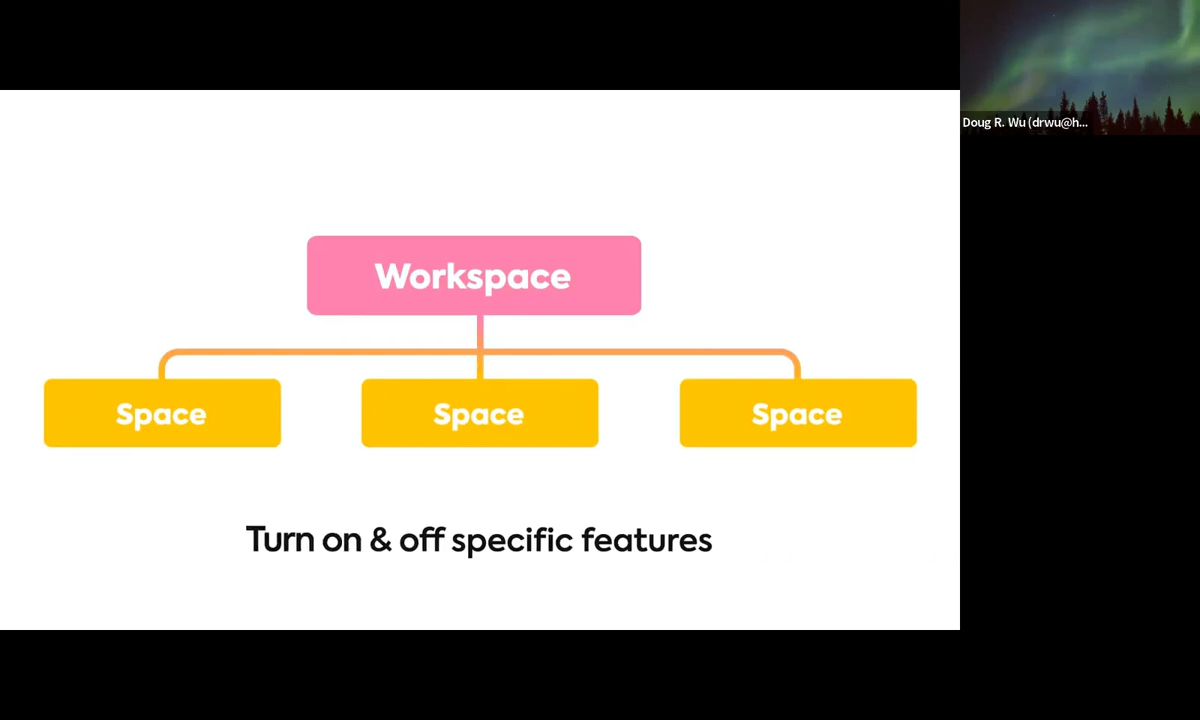 Doug R. Wu (drwu@h...
Workspace
Space
Space
Space
Turn on & off specific features